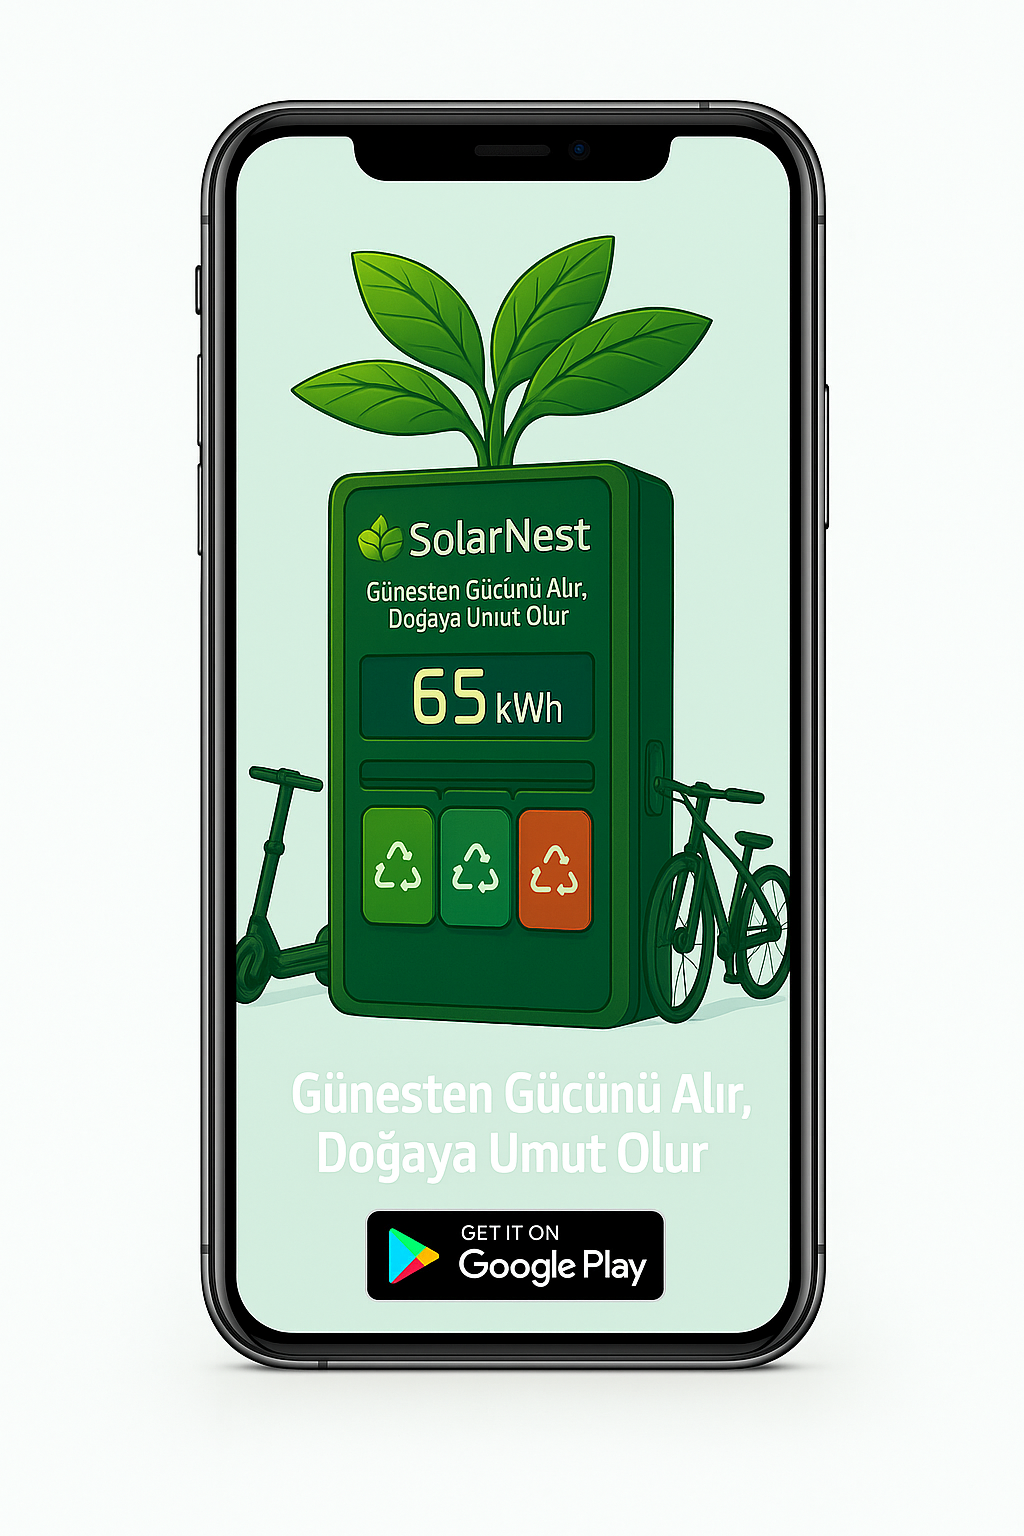 SolarNest
Günesten Gücúnü Alır,
Doğaya Umut Olur
65 kWh
Günesten Gücünü Alır,
Doğaya Umut Olur
GET IT ON
Google Play